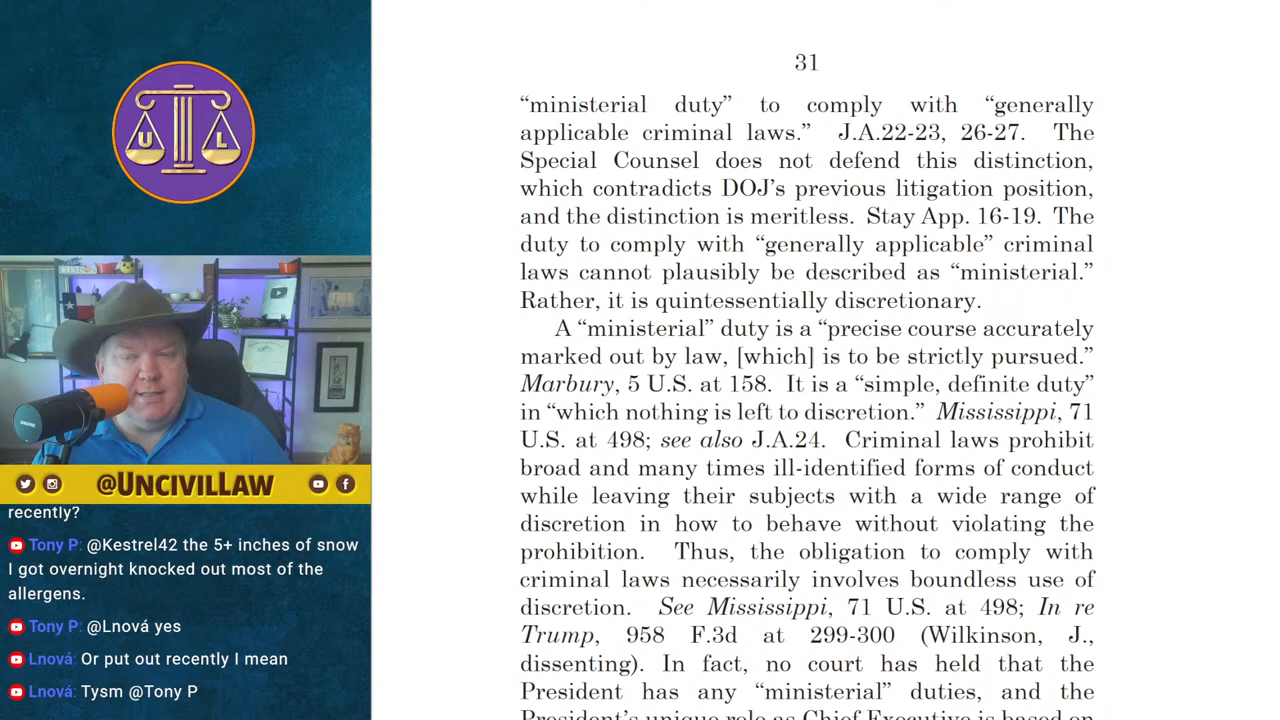 U L
@UNCIVILLAW
recently?
Tony P: @Kestrel42 the 5+ inches of snow
I got overnight knocked out most of the
allergens.
Tony P: @Lnová yes
Lnová: Or put out recently I mean
Lnová: Tysm @Tony P
31
“ministerial duty” to comply with “generally
applicable criminal laws.” J.A.22-23, 26-27. The
Special Counsel does not defend this distinction,
which contradicts DOJ’s previous litigation position,
and the distinction is meritless. Stay App. 16-19. The
duty to comply with “generally applicable” criminal
laws cannot plausibly be described as “ministerial.”
Rather, it is quintessentially discretionary.
A “ministerial” duty is a “precise course accurately
marked out by law, [which] is to be strictly pursued.”
Marbury, 5 U.S. at 158. It is a “simple, definite duty”
in “which nothing is left to discretion.” Mississippi, 71
U.S. at 498; see also J.A.24. Criminal laws prohibit
broad and many times ill-identified forms of conduct
while leaving their subjects with a wide range of
discretion in how to behave without violating the
prohibition. Thus, the obligation to comply with
criminal laws necessarily involves boundless use of
discretion. See Mississippi, 71 U.S. at 498; In re
Trump, 958 F.3d at 299-300 (Wilkinson, J.,
dissenting). In fact, no court has held that the
President has any “ministerial” duties, and the
President’s unique role as Chief Executive is based on